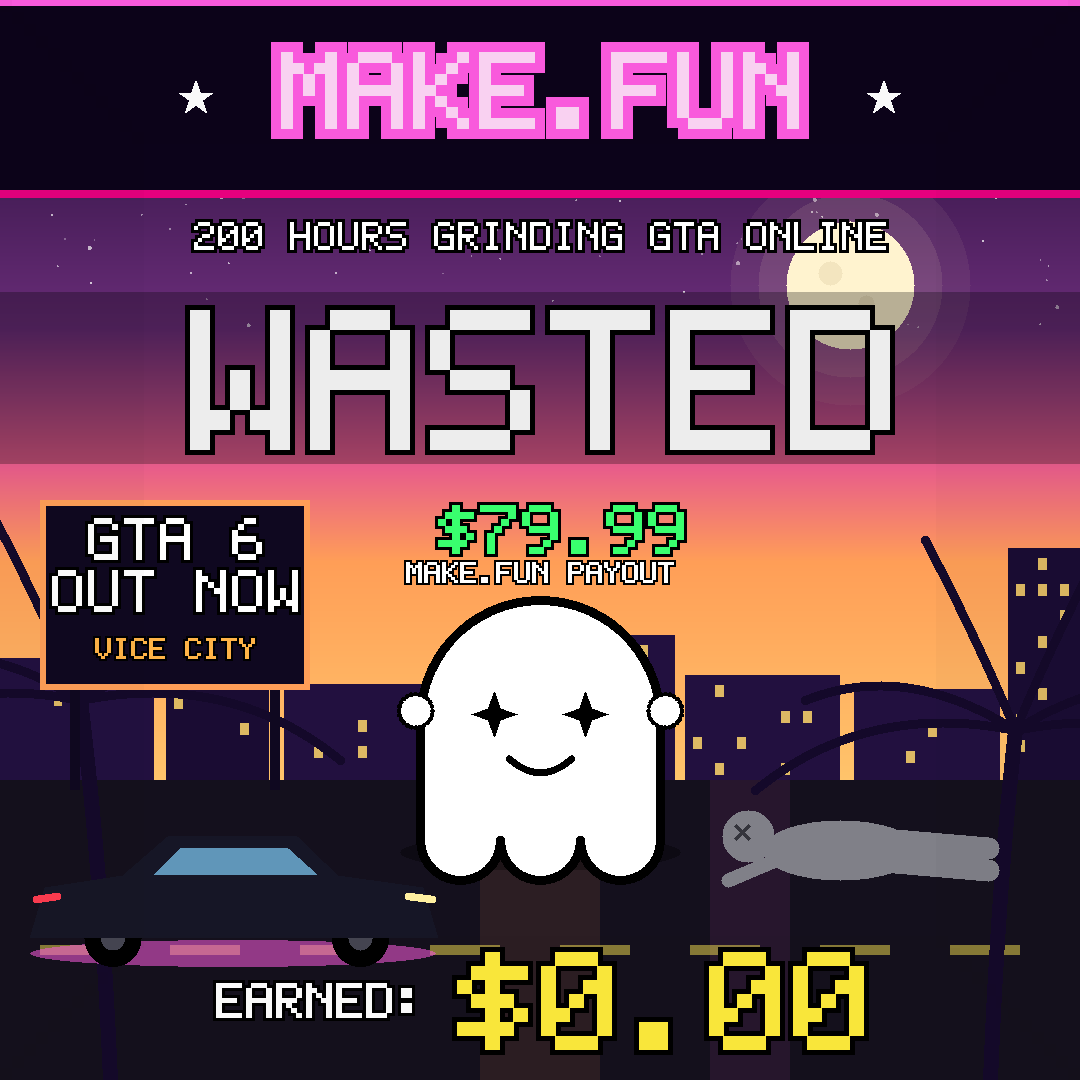 MAKE.FUN
200 HOURS GRINDING GTA ONLINE
WASTED
GTA 6
OUT NOW
VICE CITY
$79.99
MAKE.FUN PAYOUT
EARNED: $0.00